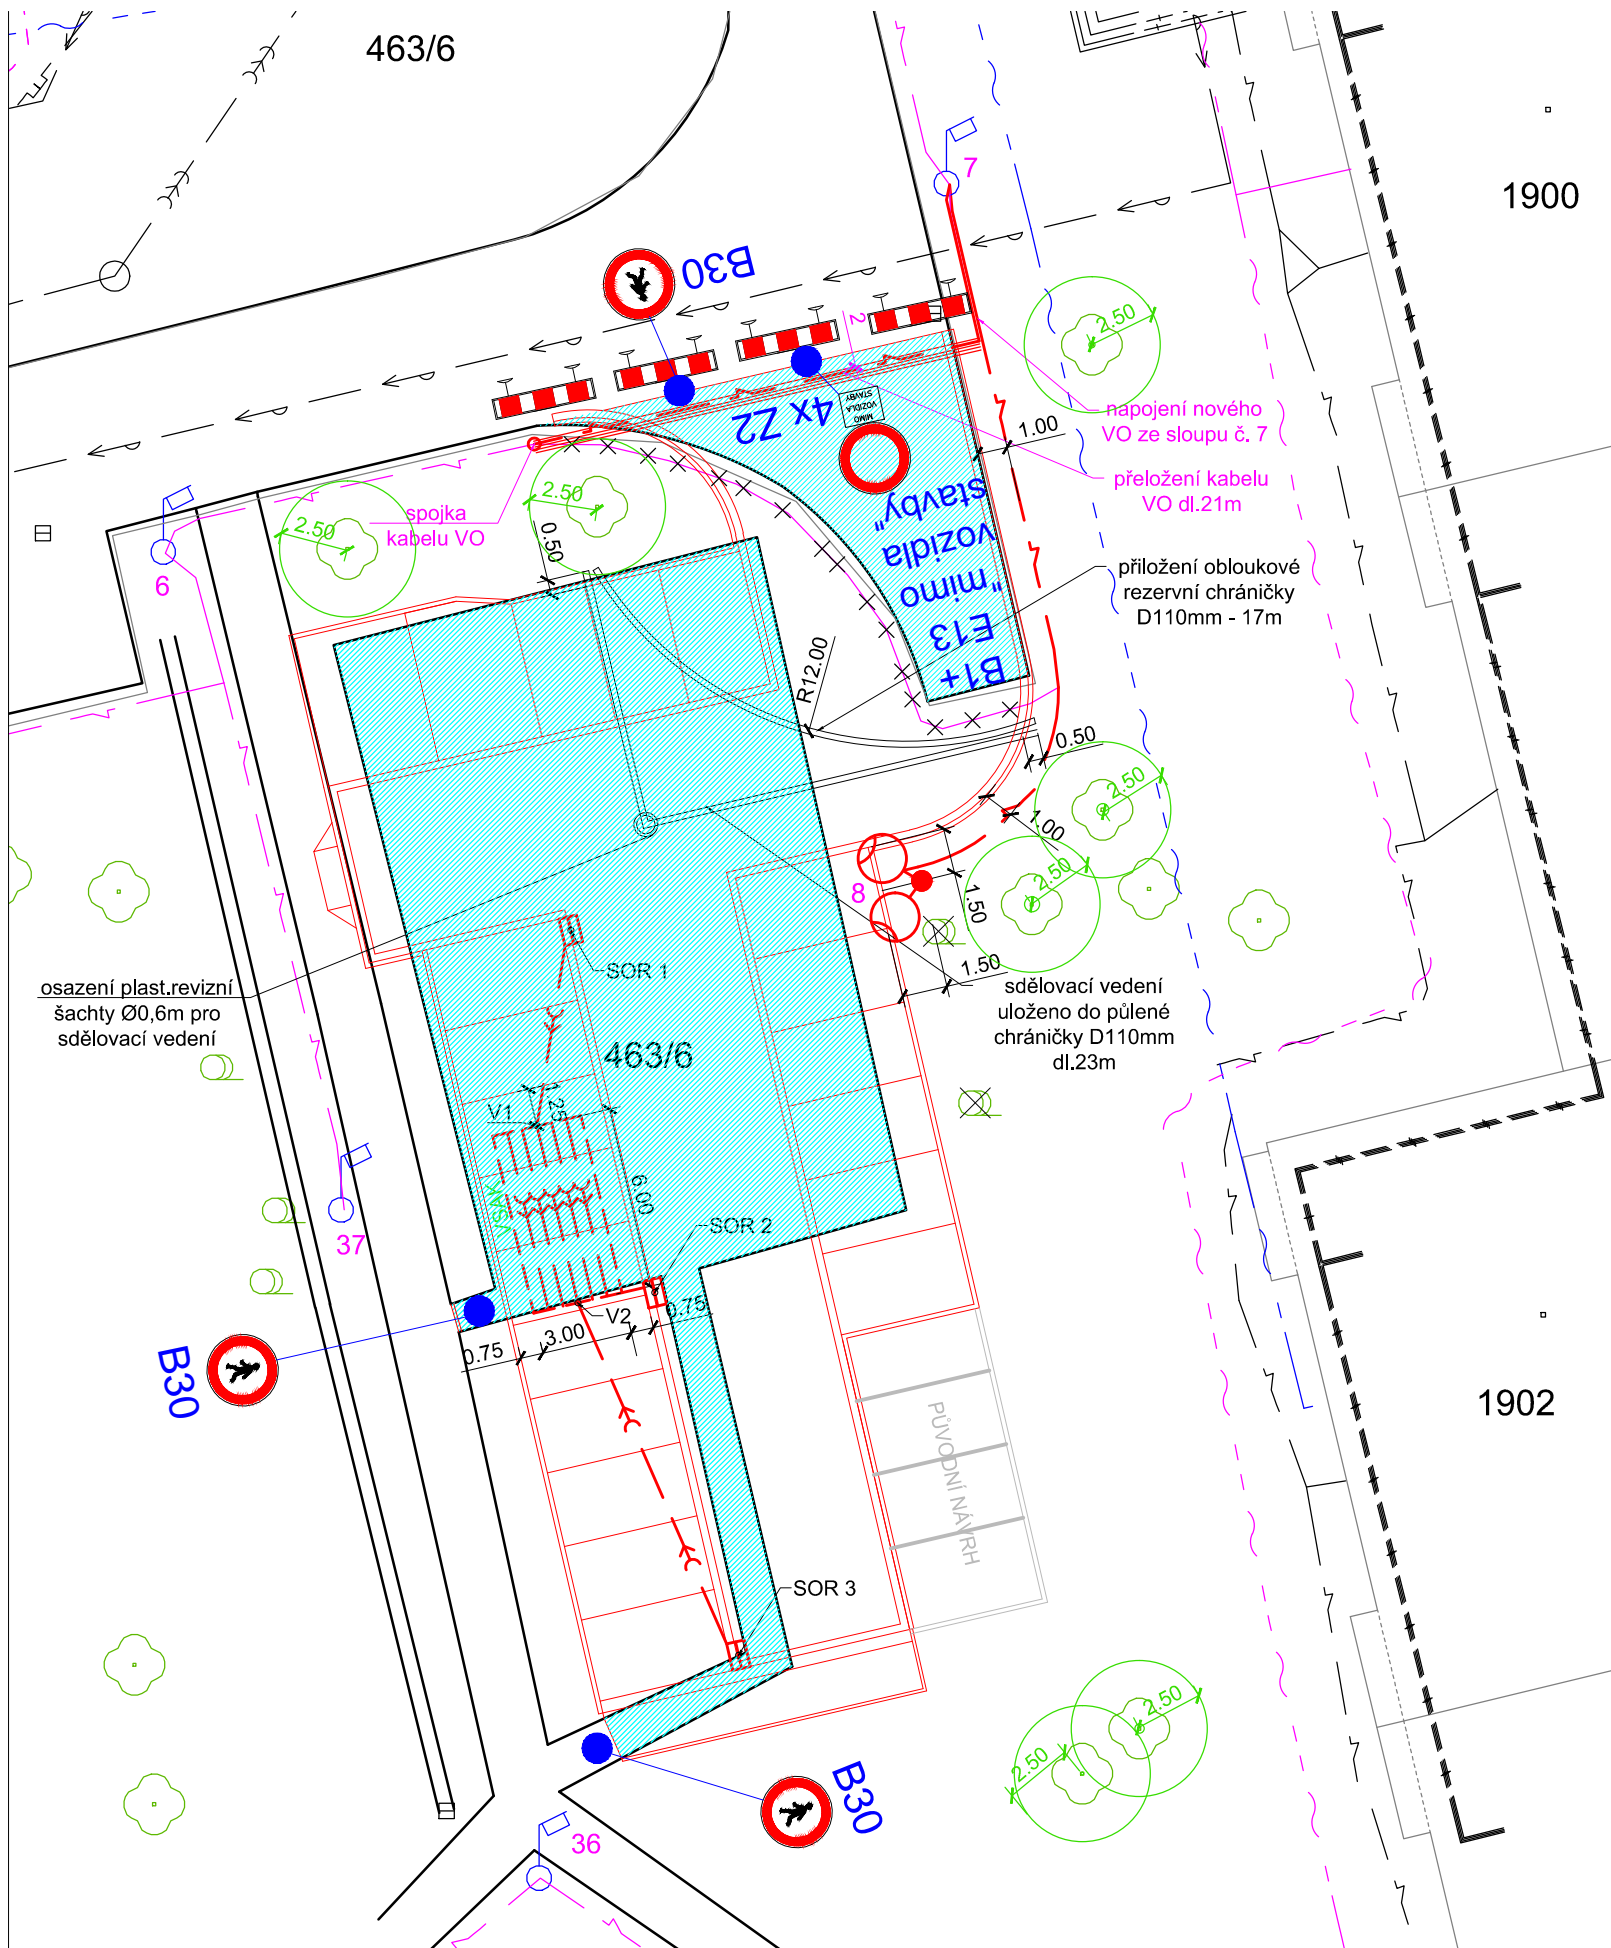 463/6
7
1900
B30
2
2.50
napojení nového
VO ze sloupu č. 7
4x Z2
MIMO
VOZIDLA
STAVBY
1.00
přeložení kabelu
VO dl.21m
spojka
kabelu VO
2.50
2.50
0.50
6
B1+
E13
"mimo
vozidla
stavby"
přiložení obloukové
rezervní chráničky
D110mm - 17m
R12.00
0.50
2.50
1.00
8
2.50
1.50
1.50
SOR 1
osazení plast.revizní
šachty Ø0,6m pro
sdělovací vedení
sdělovací vedení
uloženo do půlené
chráničky D110mm
dl.23m
463/6
V1
1.25
VSAK
6.00
37
SOR 2
0.75
V2
3.00
0.75
B30
1902
PŮVODNÍ NÁVRH
SOR 3
2.50
2.50
B30
36